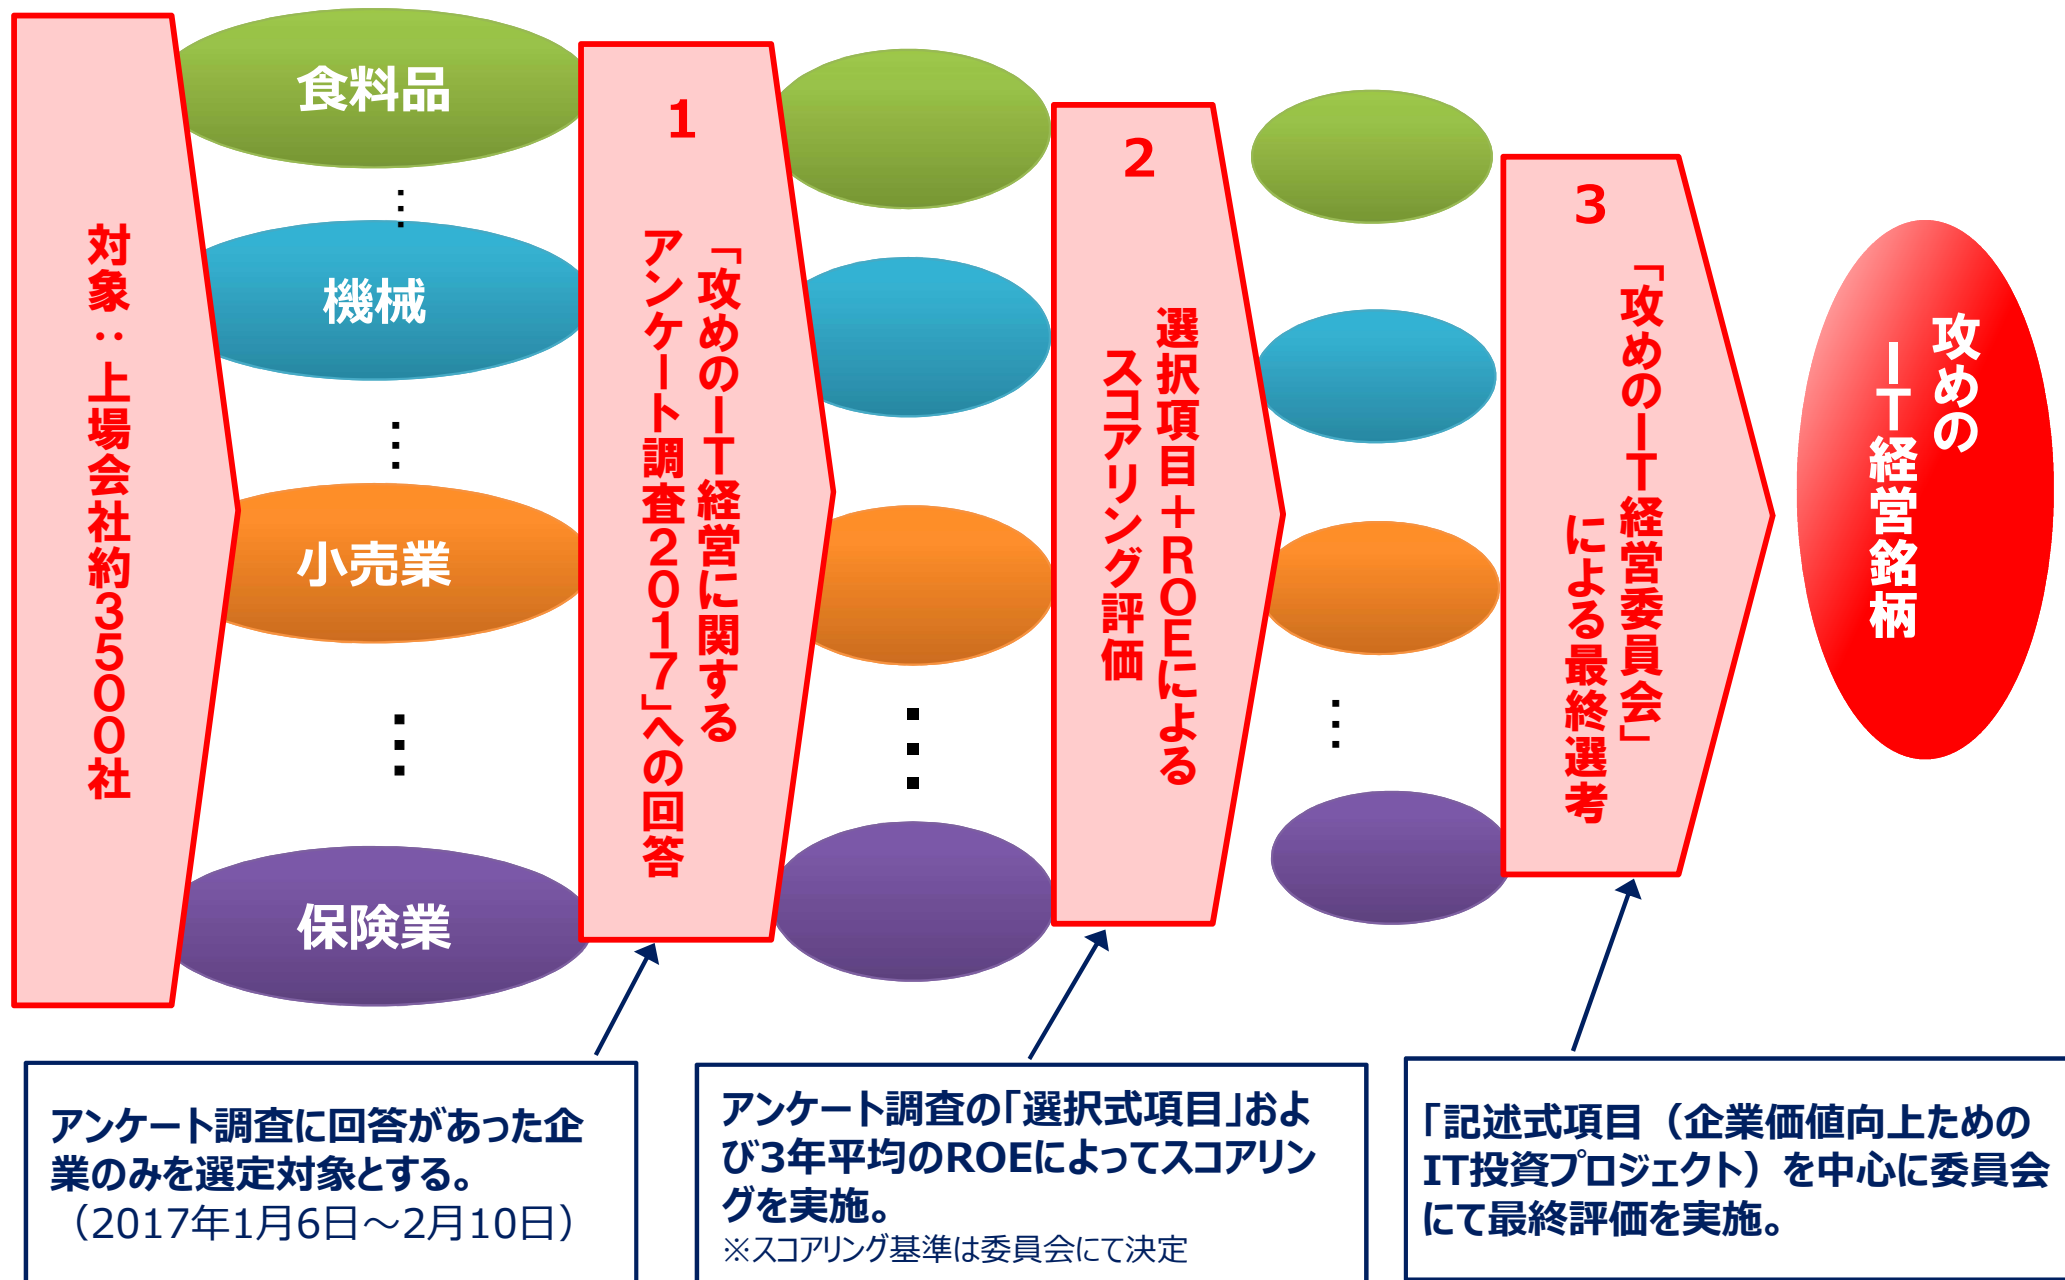 対象：上場会社約３５００社
食料品
機械
小売業
保険業
1
「攻めのＩＴ経営に関する
アンケート調査２０１７」への回答
2
選択項目＋ＲＯＥによる
スコアリング評価
3
「攻めのＩＴ経営委員会」
による最終選考
攻めの
ＩＴ経営銘柄
アンケート調査に回答があった企
業のみを選定対象とする。
（2017年1月6日～2月10日）
アンケート調査の「選択式項目」およ
び3年平均のROEによってスコアリン
グを実施。
※スコアリング基準は委員会にて決定
「記述式項目（企業価値向上ための
IT投資プロジェクト）を中心に委員会
にて最終評価を実施。